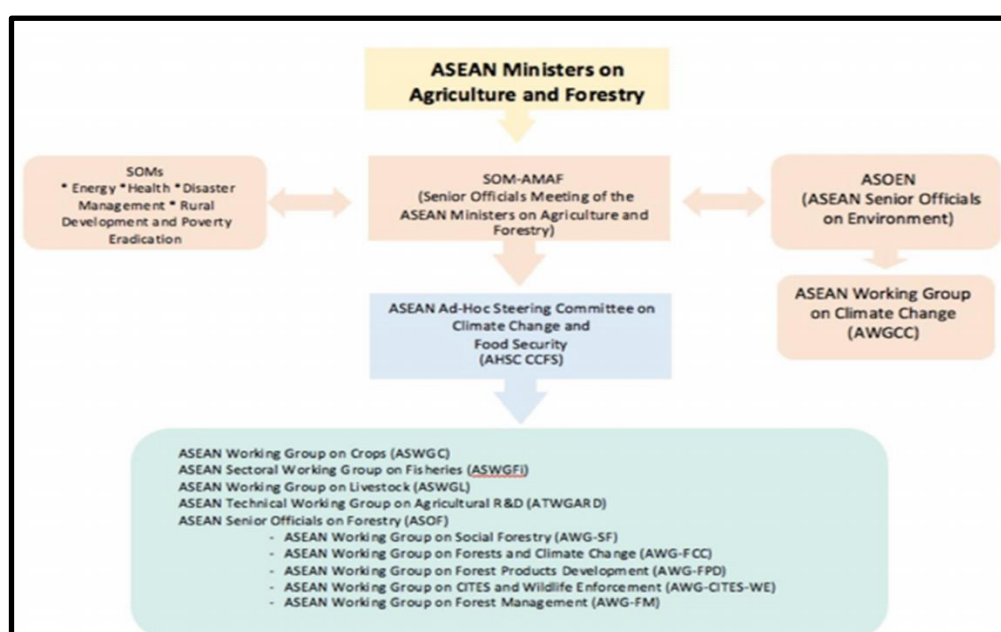 ASEAN Ministers on
Agriculture and Forestry
SOMs
* Energy *Health *Disaster
Management * Rural
Development and Poverty
Eradication
SOM-AMAF
(Senior Officials Meeting of the
ASEAN Ministers on Agriculture and
Forestry)
ASOEN
(ASEAN Senior Officials
on Environment)
ASEAN Working Group
on Climate Change
(AWGCC)
ASEAN Ad-Hoc Steering Committee on
Climate Change and
Food Security
(AHSC CCFS)
ASEAN Working Group on Crops (ASWGC)
ASEAN Sectoral Working Group on Fisheries (ASWGFi)
ASEAN Working Group on Livestock (ASWGL)
ASEAN Technical Working Group on Agricultural R&D (ATWGARD)
ASEAN Senior Officials on Forestry (ASOF)
- ASEAN Working Group on Social Forestry (AWG-SF)
- ASEAN Working Group on Forests and Climate Change (AWG-FCC)
- ASEAN Working Group on Forest Products Development (AWG-FPD)
- ASEAN Working Group on CITES and Wildlife Enforcement (AWG-CITES-WE)
- ASEAN Working Group on Forest Management (AWG-FM)